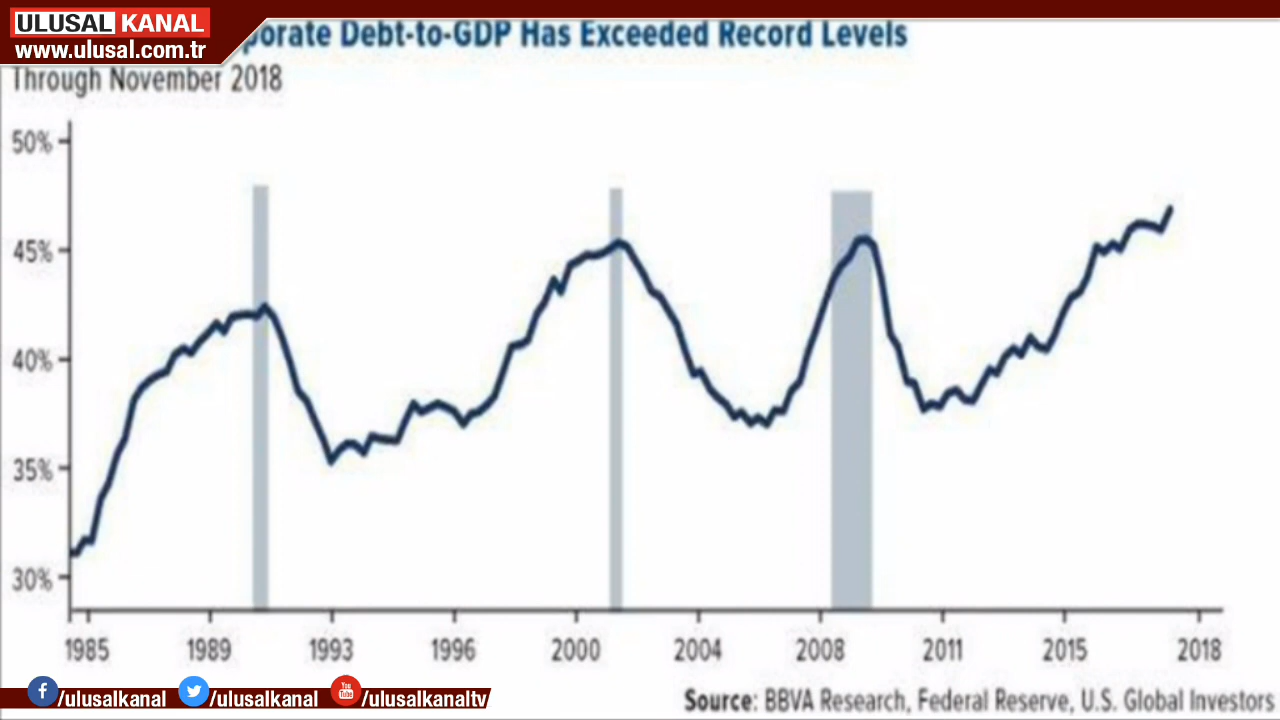 ULUSAL KANAL
www.ulusal.com.tr
Debt-to-GDP Has Exceeded Record Levels
Through November 2018
50%
45%
40%
35%
30%
1985 1989 1993 1996 2000 2004 2008 2011 2015 2018
/ulusalkanal /ulusalkanal You Tube /ulusalkanaltv
Source: BBVA Research, Federal Reserve, U.S. Global Investors